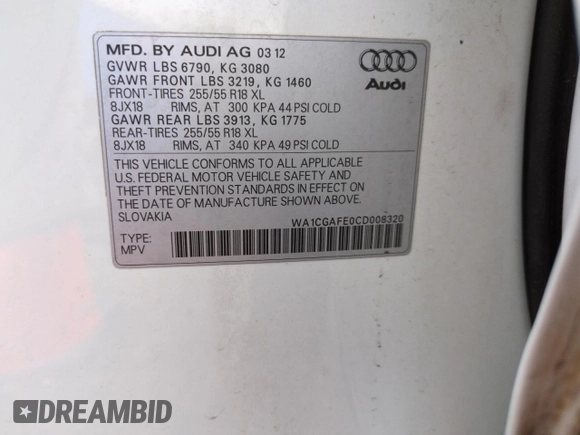 MFD. BY AUDI AG 03 12
GVWR LBS 6790, KG 3080
GAWR FRONT LBS 3219, KG 1460
FRONT-TIRES 255/55 R18 XL
8JX18 RIMS, AT 300 KPA 44 PSI COLD
GAWR REAR LBS 3913, KG 1775
REAR-TIRES 255/55 R18 XL
8JX18 RIMS, AT 340 KPA 49 PSI COLD
THIS VEHICLE CONFORMS TO ALL APPLICABLE
U.S. FEDERAL MOTOR VEHICLE SAFETY AND
THEFT PREVENTION STANDARDS IN EFFECT ON
THE DATE OF MANUFACTURE SHOWN ABOVE.
SLOVAKIA
WA1CGAFE0CD008320
TYPE:
MPV
Audi
DREAMBID